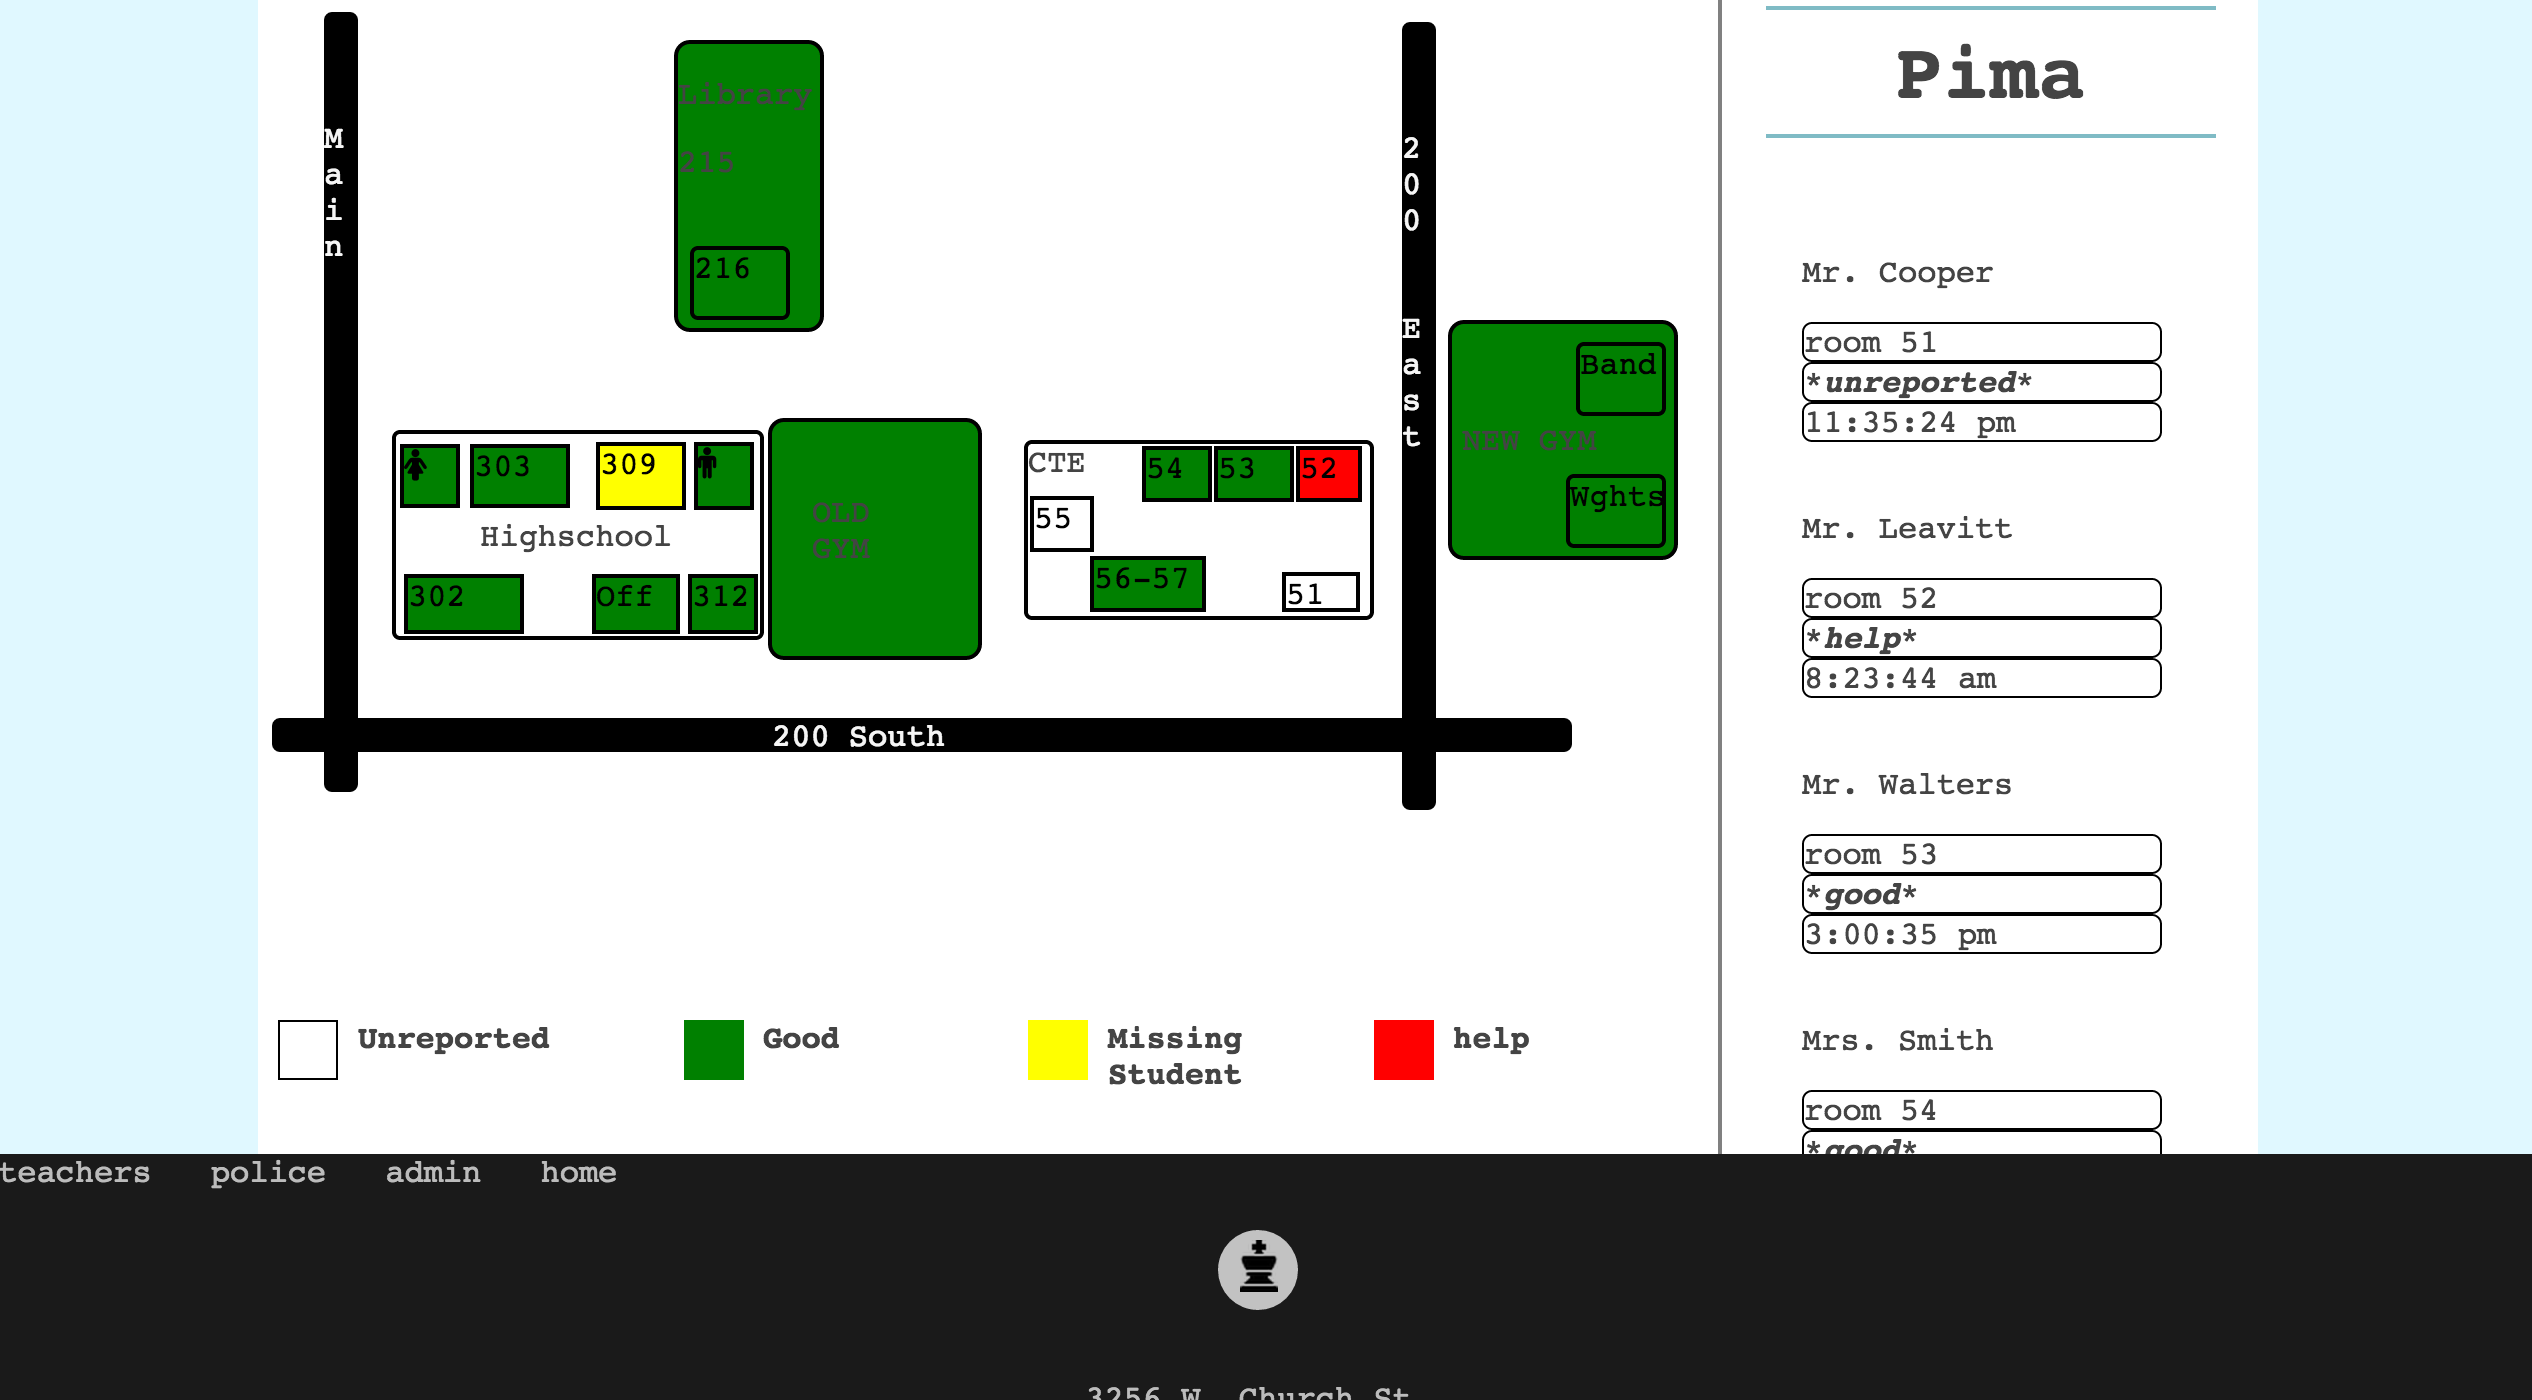 Main
Library
215
216
200 East
Band
NEW GYM
Wghts
303
309
Highschool
302
Off
312
OLD
GYM
CTE
54
53
52
55
56-57
51
200 South
Unreported
Good
Missing
Student
help
Pima
Mr. Cooper
room 51
*unreported*
11:35:24 pm
Mr. Leavitt
room 52
*help*
8:23:44 am
Mr. Walters
room 53
*good*
3:00:35 pm
Mrs. Smith
room 54
*good*
teachers police admin home
3256 W. Church St